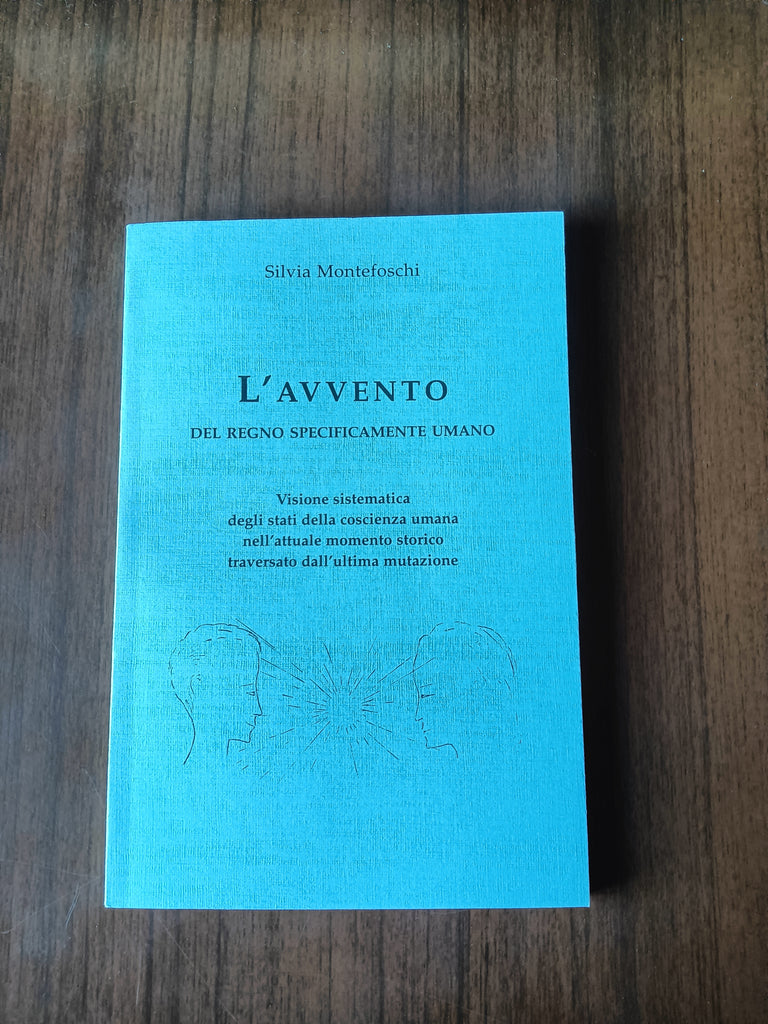 Silvia Montefoschi
L'AVVENTO
DEL REGNO SPECIFICAMENTE UMANO
Visione sistematica
degli stati della coscienza umana
nell'attuale momento storico
traversato dall'ultima mutazione